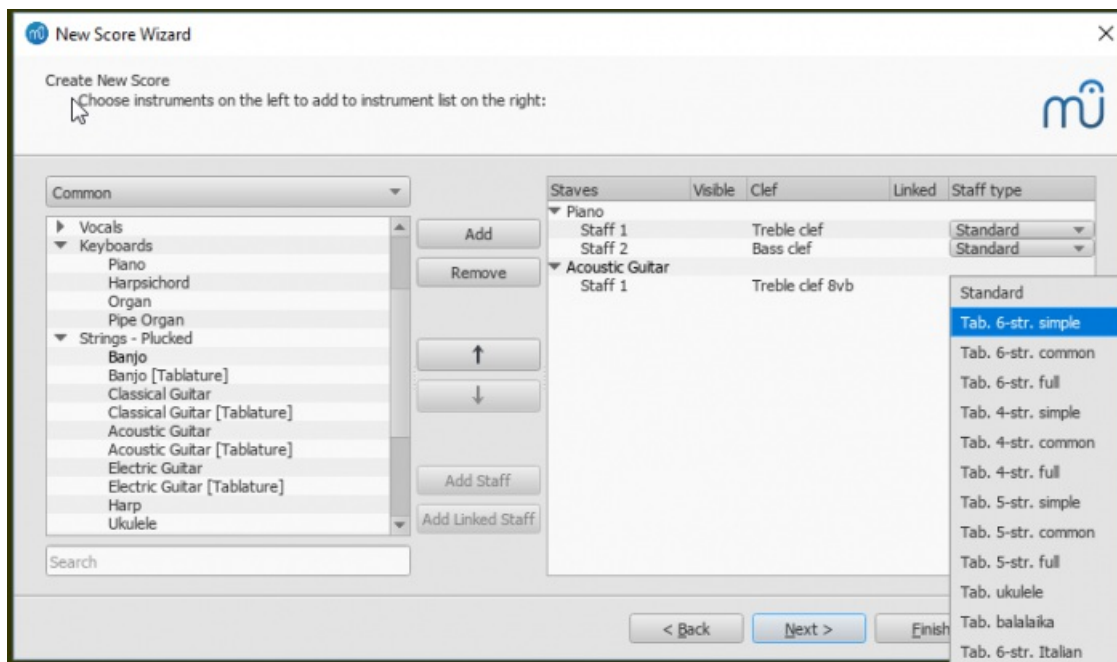 New Score Wizard
Create New Score
Choose instruments on the left to add to instrument list on the right:
Common
Vocals
Keyboards
Piano
Harpsichord
Organ
Pipe Organ
Strings - Plucked
Banjo
Banjo [Tablature]
Classical Guitar
Classical Guitar [Tablature]
Acoustic Guitar
Acoustic Guitar [Tablature]
Electric Guitar
Electric Guitar [Tablature]
Harp
Ukulele
Search
Add
Remove
Add Staff
Add Linked Staff
Staves Visible Clef Linked Staff type
Piano
Staff 1 Treble clef Standard
Staff 2 Bass clef Standard
Acoustic Guitar
Staff 1 Treble clef 8vb
Standard
Tab. 6-str. simple
Tab. 6-str. common
Tab. 6-str. full
Tab. 4-str. simple
Tab. 4-str. common
Tab. 4-str. full
Tab. 5-str. simple
Tab. 5-str. common
Tab. 5-str. full
Tab. ukulele
Tab. balalaika
Tab. 6-str. Italian
< Back Next > Finish